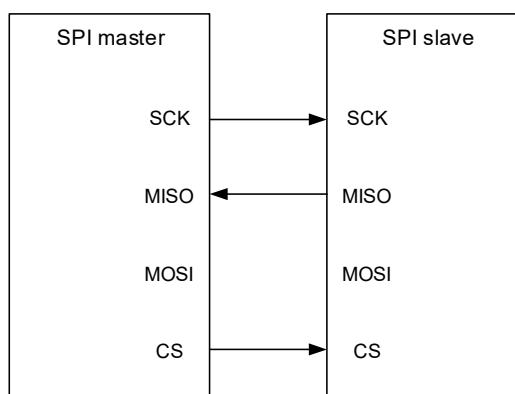 SPI master SPI slave
SCK SCK
MISO MISO
MOSI MOSI
CS CS